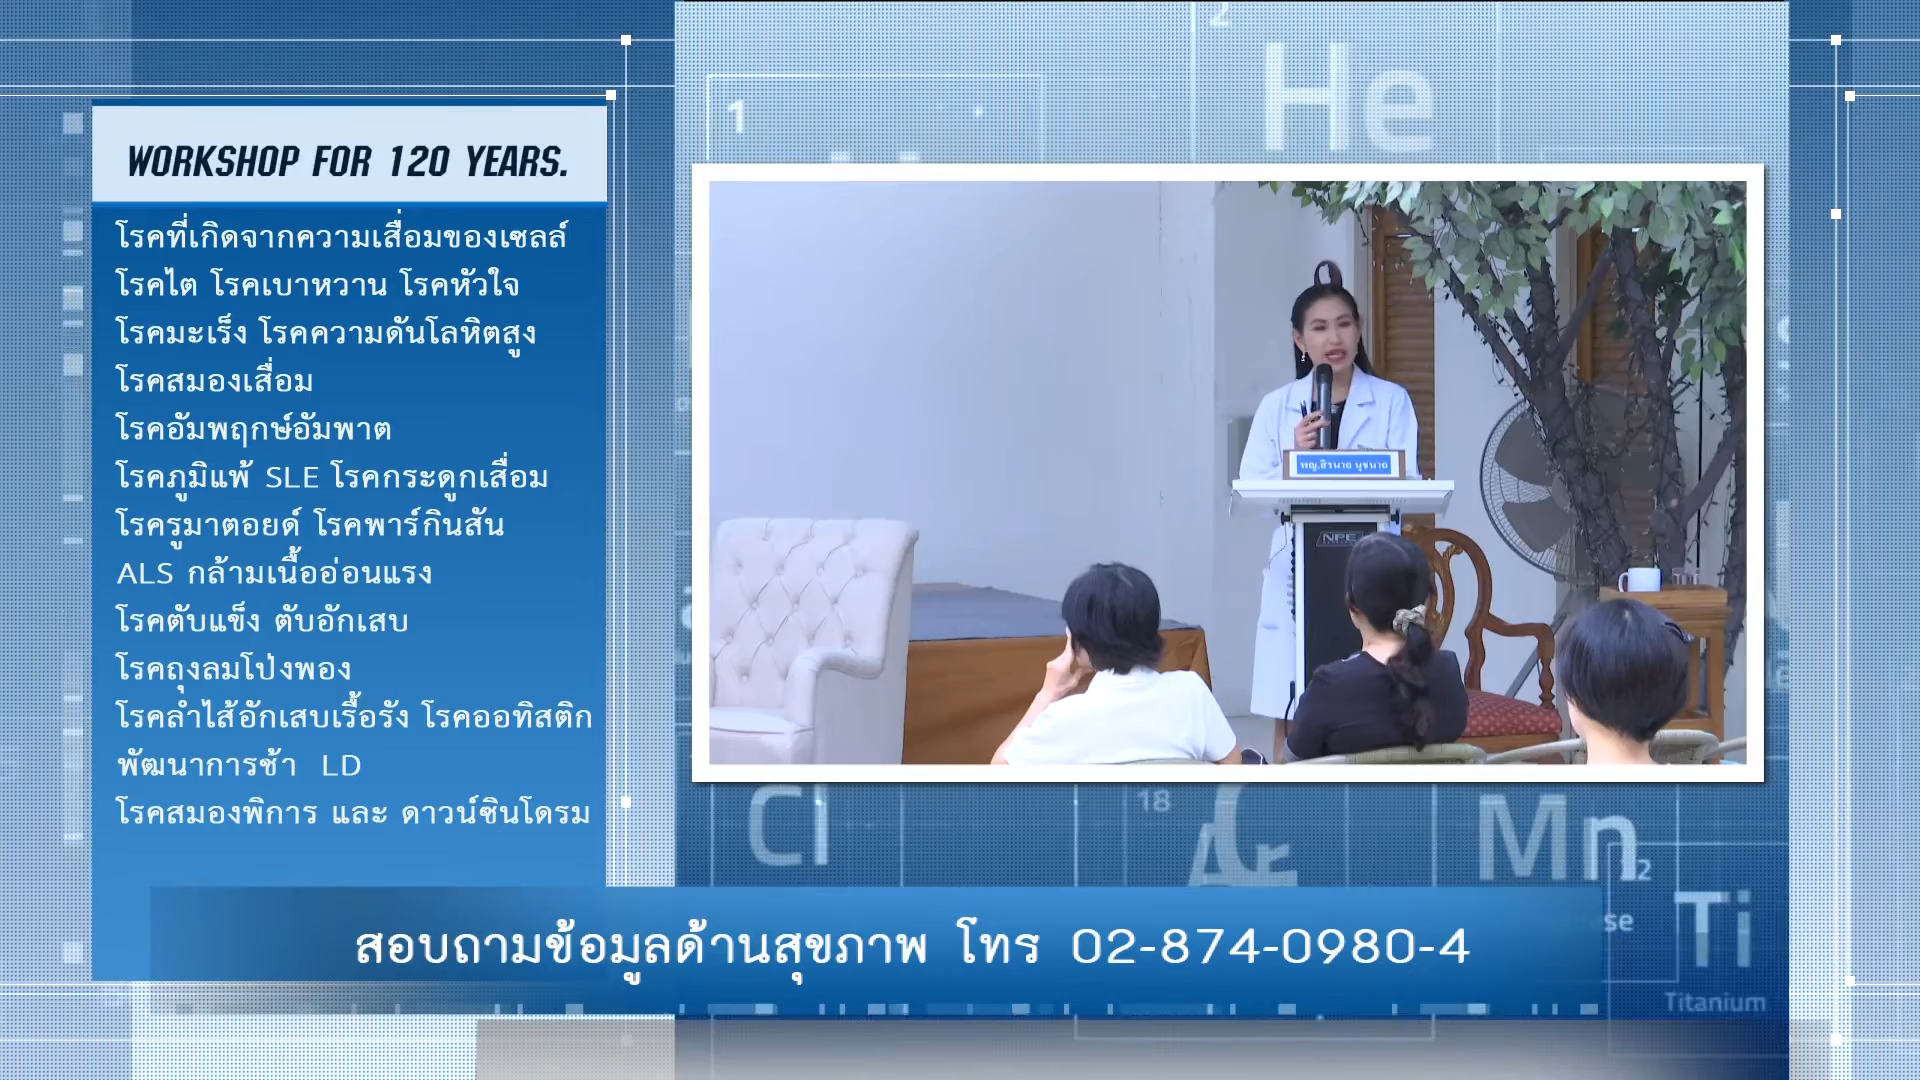 WORKSHOP FOR 120 YEARS.
โรคที่เกิดจากความเสื่อมของเซลล์
โรคไต โรคเบาหวาน โรคหัวใจ
โรคมะเร็ง โรคความดันโลหิตสูง
โรคสมองเสื่อม
โรคอัมพฤกษ์อัมพาต
โรคภูมิแพ้ SLE โรคกระดูกเสื่อม
โรครูมาตอยด์ โรคพาร์กินสัน
ALS กล้ามเนื้ออ่อนแรง
โรคตับแข็ง ตับอักเสบ
โรคถุงลมโป่งพอง
โรคลำไส้อักเสบเรื้อรัง โรคออทิสติก
พัฒนาการช้า LD
โรคสมองพิการ และ ดาวน์ซินโดรม
1
2
He
พญ.สิรนาถ นุชนาถ
NPE
Cl
18
Ar
Mn
Ti
Titanium
สอบถามข้อมูลด้านสุขภาพ โทร 02-874-0980-4